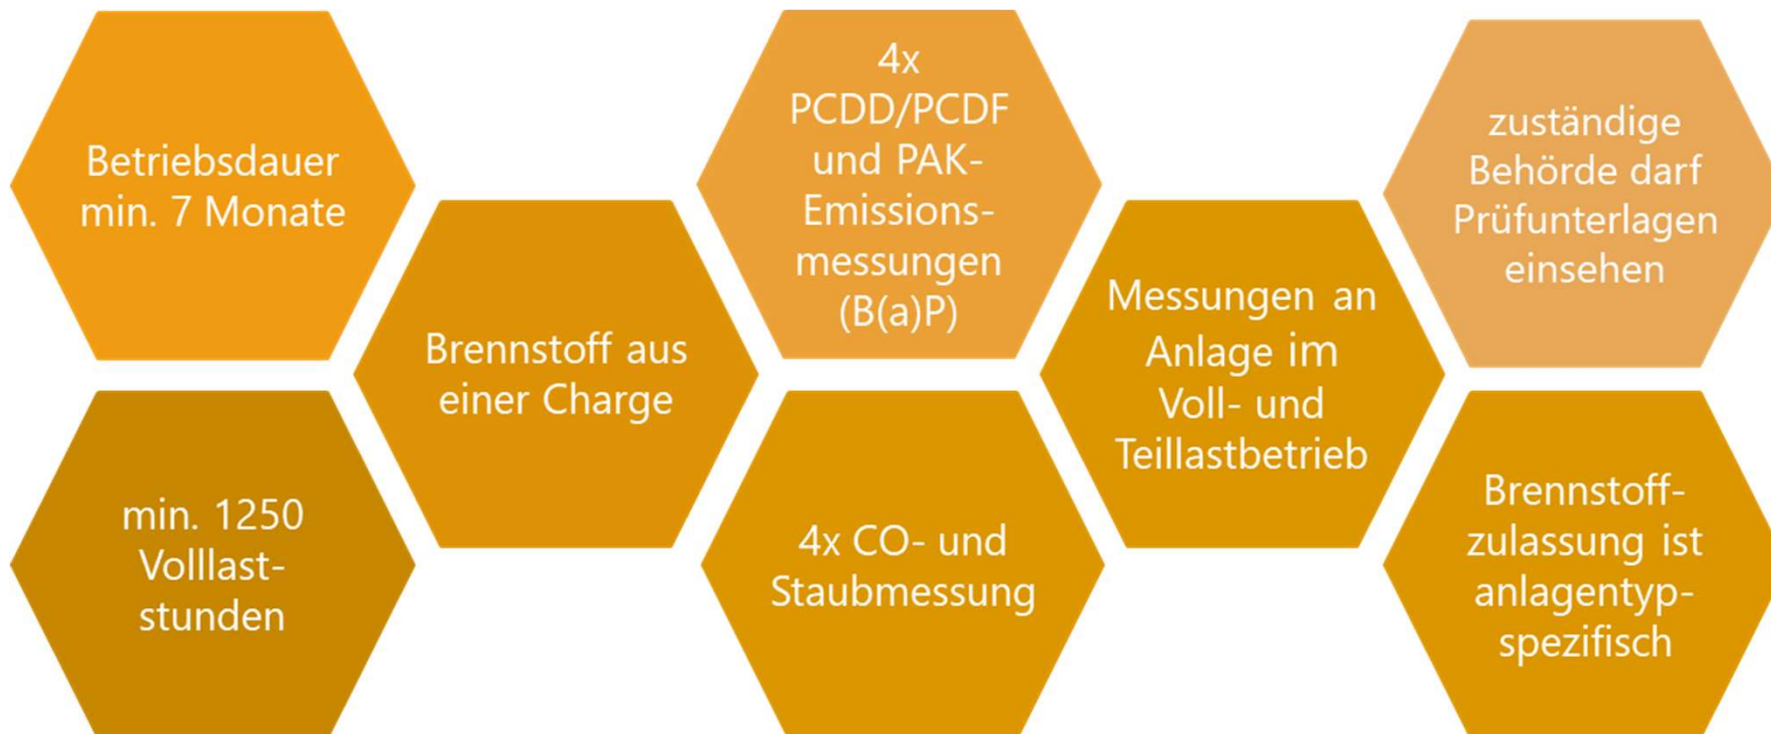 Betriebsdauer
min. 7 Monate
min. 1250
Volllast-
stunden
Brennstoff aus
einer Charge
4x
PCDD/PCDF
und PAK-
Emissions-
messungen
(B(a)P)
4x CO- und
Staubmessung
Messungen an
Anlage im
Voll- und
Teillastbetrieb
zuständige
Behörde darf
Prüfunterlagen
einsehen
Brennstoff-
zulassung ist
anlagentyp-
spezifisch